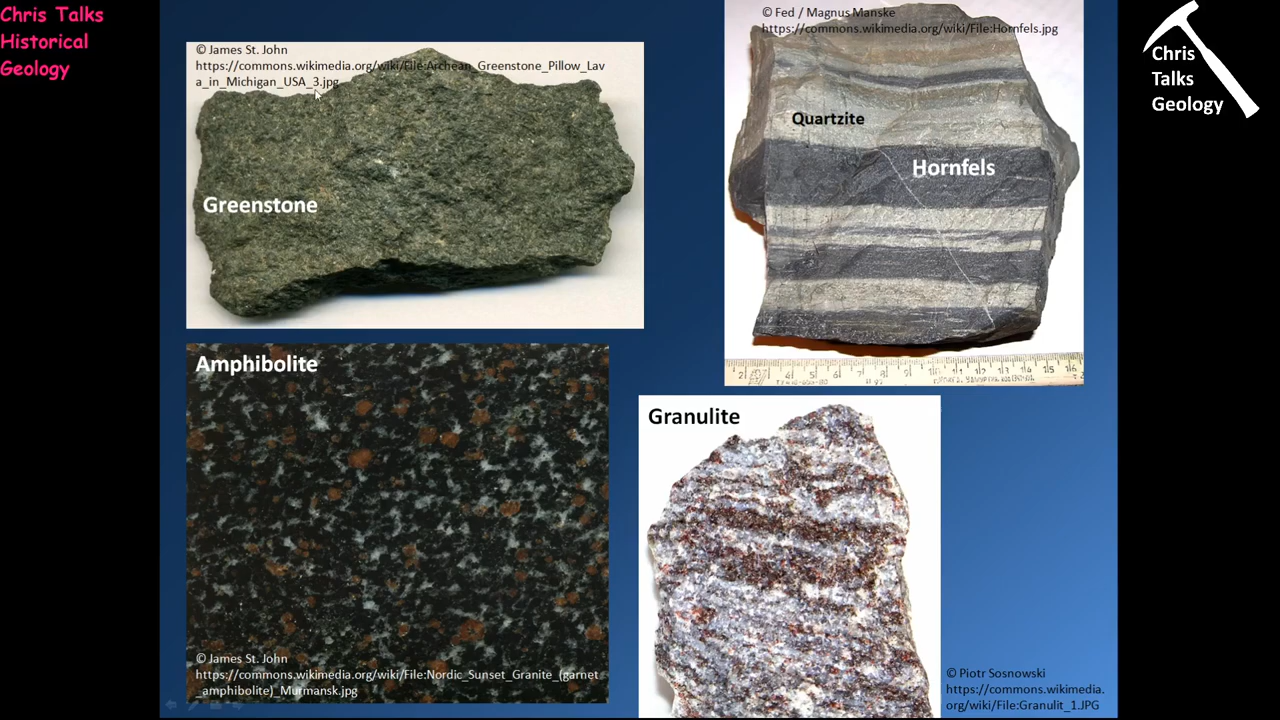 Chris Talks
Historical
Geology
© James St. John
https://commons.wikimedia.org/wiki/File:Archean_Greenstone_Pillow_Lav
a_in_Michigan_USA_3.jpg
Greenstone
© Fed / Magnus Manske
https://commons.wikimedia.org/wiki/File:Hornfels.jpg
Quartzite
Hornfels
Chris
Talks
Geology
Amphibolite
© James St. John
https://commons.wikimedia.org/wiki/File:Nordic_Sunset_Granite_(garnet
_amphibolite)_Murmansk.jpg
Granulite
© Piotr Sosnowski
https://commons.wikimedia.
org/wiki/File:Granulit_1.JPG